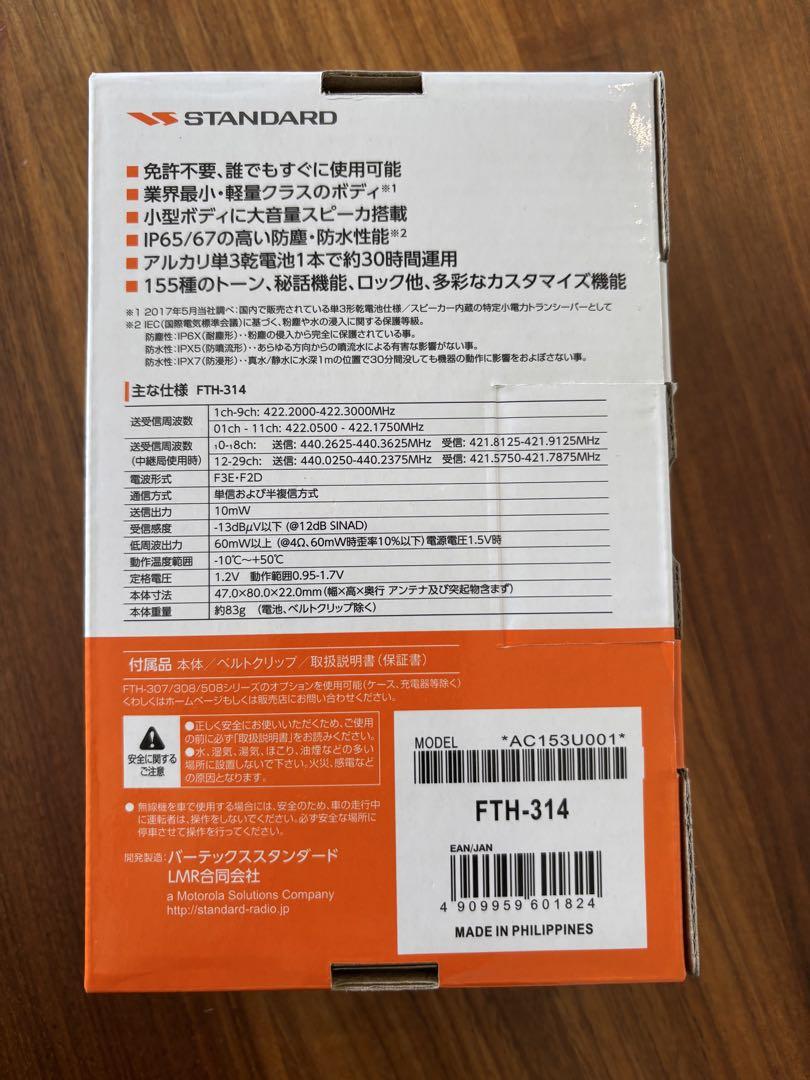 STANDARD
■ 免許不要、誰でもすぐに使用可能
■ 業界最小・軽量クラスのボディ※1
■ 小型ボディに大音量スピーカ搭載
■ IP65/67の高い防塵・防水性能※2
■ アルカリ単3乾電池1本で約30時間運用
■ 155種のトーン、秘話機能、ロック他、多彩なカスタマイズ機能
※1 2017年5月当社調べ：国内で販売されている単3形乾電池仕様／スピーカー内蔵の特定小電力トランシーバーとして
※2 IEC（国際電気標準会議）に基づく、粉塵や水の浸入に関する保護等級。
防塵性：IP6X（耐塵形）‥粉塵の侵入から完全に保護されている事。
防水性：IPX5（防噴流形）‥あらゆる方向からの噴流水による有害な影響がない事。
防水性：IPX7（防浸形）‥真水/静水に水深1mの位置で30分間没しても機器の動作に影響をおよぼさない事。
主な仕様 FTH-314
送受信周波数 1ch-9ch: 422.2000-422.3000MHz
01ch - 11ch: 422.0500 - 422.1750MHz
送受信周波数 10-18ch: 送信: 440.2625-440.3625MHz 受信: 421.8125-421.9125MHz
（中継局使用時） 12-29ch: 送信: 440.0250-440.2375MHz 受信: 421.5750-421.7875MHz
電波形式 F3E・F2D
通信方式 単信および半複信方式
送信出力 10mW
受信感度 -13dBμV以下 (@12dB SINAD)
低周波出力 60mW以上 (@4Ω、60mW時歪率10%以下) 電源電圧1.5V時
動作温度範囲 -10℃～+50℃
定格電圧 1.2V 動作範囲0.95-1.7V
本体寸法 47.0×80.0×22.0mm (幅×高×奥行 アンテナ及び突起物含まず)
本体重量 約83g （電池、ベルトクリップ除く）
付属品 本体／ベルトクリップ／取扱説明書（保証書）
FTH-307/308/508シリーズのオプションを使用可能（ケース、充電器等除く）
くわしくはホームページもしくは販売店にお問い合わせください。
安全に関する
ご注意
●正しく安全にお使いいただくため、ご使用
の前に必ず「取扱説明書」をお読みください。
●水、湿気、湯気、ほこり、油煙などの多い
場所に設置しないで下さい。火災、感電など
の原因となります。
● 無線機を車で使用する場合には、安全のため、車の走行中
に運転者は、操作をしないでください。必ず安全な場所に
停車させて操作を行ってください。
開発製造：バーテックススタンダード
LMR合同会社
a Motorola Solutions Company
http://standard-radio.jp
MODEL *AC153U001*
FTH-314
EAN/JAN
4 909959 601824
MADE IN PHILIPPINES